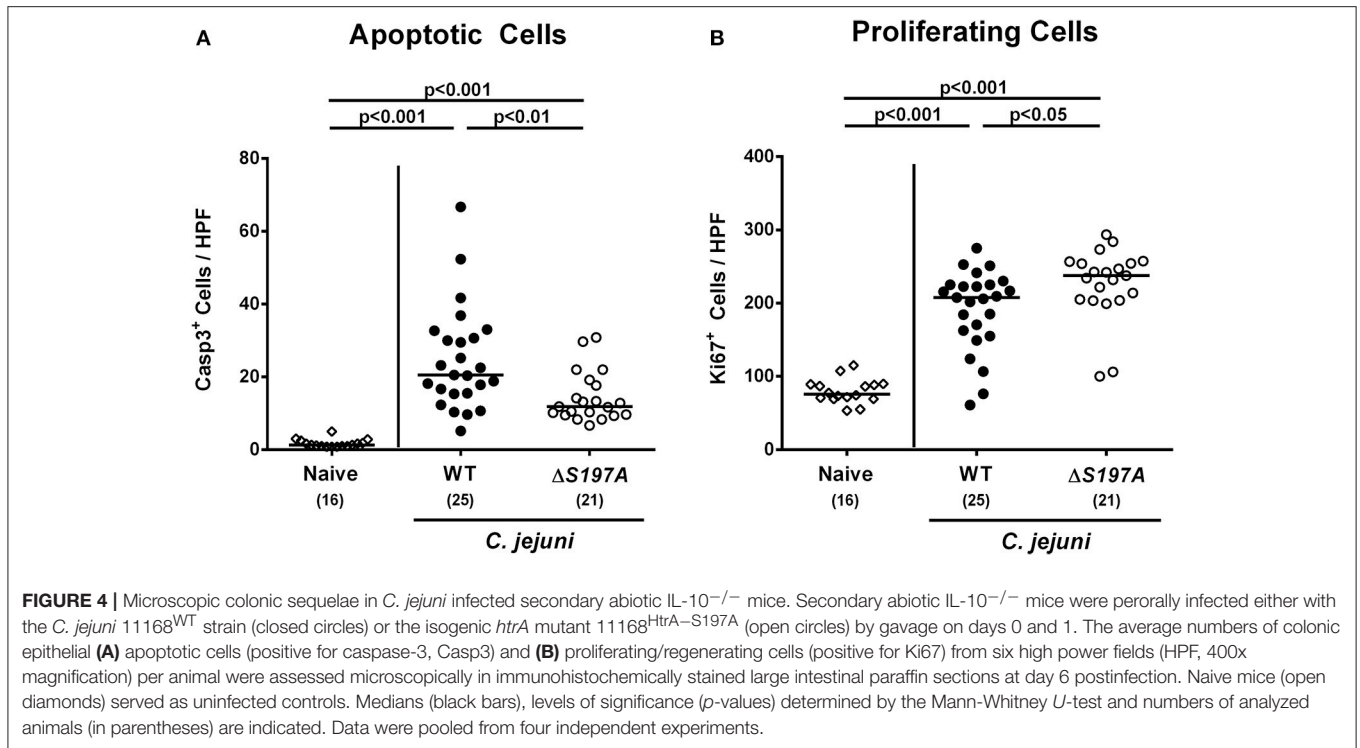 A Apoptotic Cells
p<0.001
p<0.001 p<0.01
Casp3+ Cells / HPF
80
60
40
20
0
Naive WT ΔS197A
(16) (25) (21)
C. jejuni
B Proliferating Cells
p<0.001
p<0.001 p<0.05
Ki67+ Cells / HPF
400
300
200
100
0
Naive WT ΔS197A
(16) (25) (21)
C. jejuni
FIGURE 4 | Microscopic colonic sequelae in C. jejuni infected secondary abiotic IL-10−/− mice. Secondary abiotic IL-10−/− mice were perorally infected either with
the C. jejuni 11168WT strain (closed circles) or the isogenic htrA mutant 11168HtrA−S197A (open circles) by gavage on days 0 and 1. The average numbers of colonic
epithelial (A) apoptotic cells (positive for caspase-3, Casp3) and (B) proliferating/regenerating cells (positive for Ki67) from six high power fields (HPF, 400x
magnification) per animal were assessed microscopically in immunohistochemically stained large intestinal paraffin sections at day 6 postinfection. Naive mice (open
diamonds) served as uninfected controls. Medians (black bars), levels of significance (p-values) determined by the Mann-Whitney U-test and numbers of analyzed
animals (in parentheses) are indicated. Data were pooled from four independent experiments.